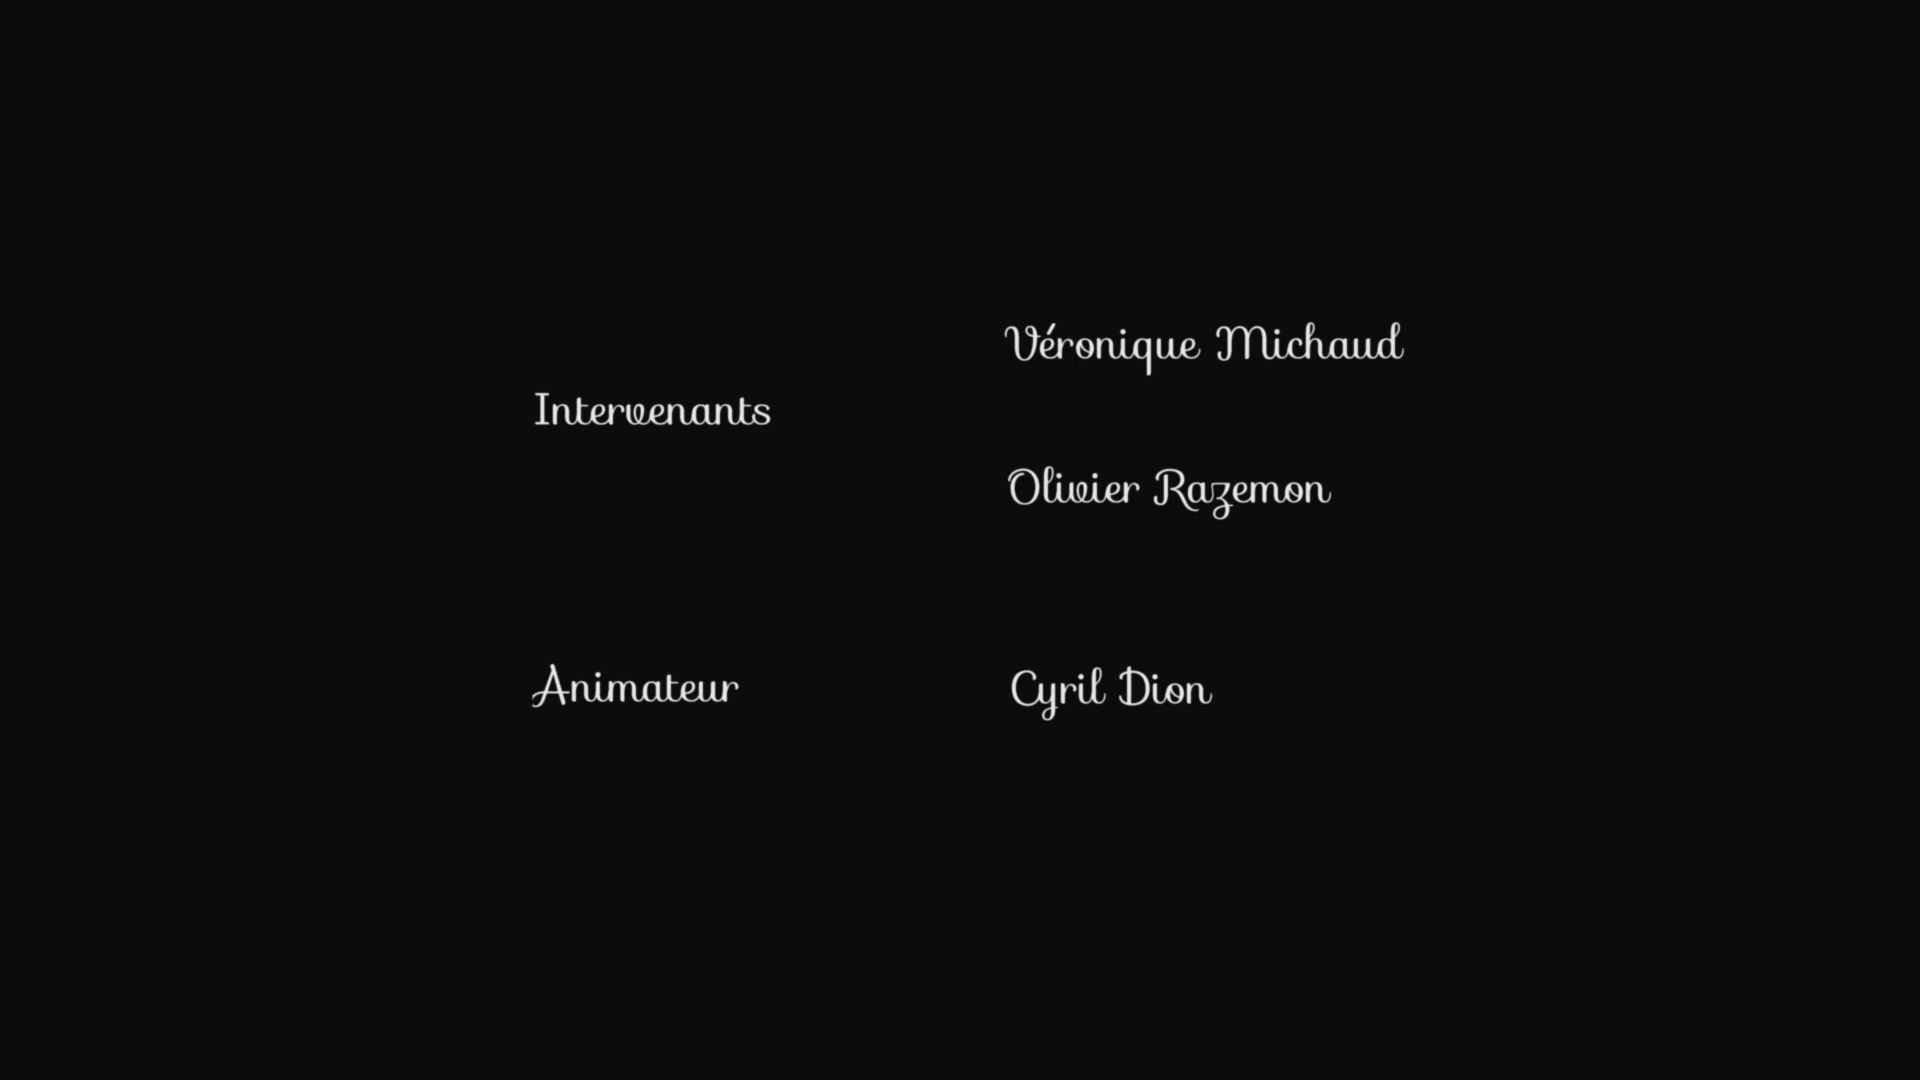 Véronique Michaud
Intervenants
Olivier Razemon
Animateur Cyril Dion